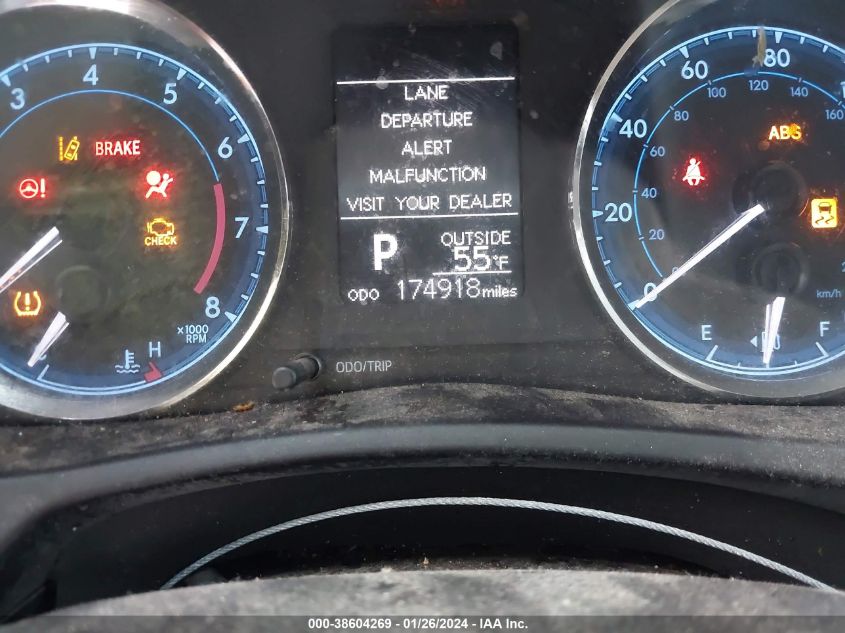 LANE
DEPARTURE
ALERT
MALFUNCTION
VISIT YOUR DEALER
P
OUTSIDE
55°F
ODO 174918miles
3
4
5
6
7
8
x1000
RPM
BRAKE
CHECK
H
ODO/TRIP
0
20
40
60
80
0
20
40
60
80
100
120
140
160
ABS
km/h
E
F
000-38604269 - 01/26/2024 - IAA Inc.